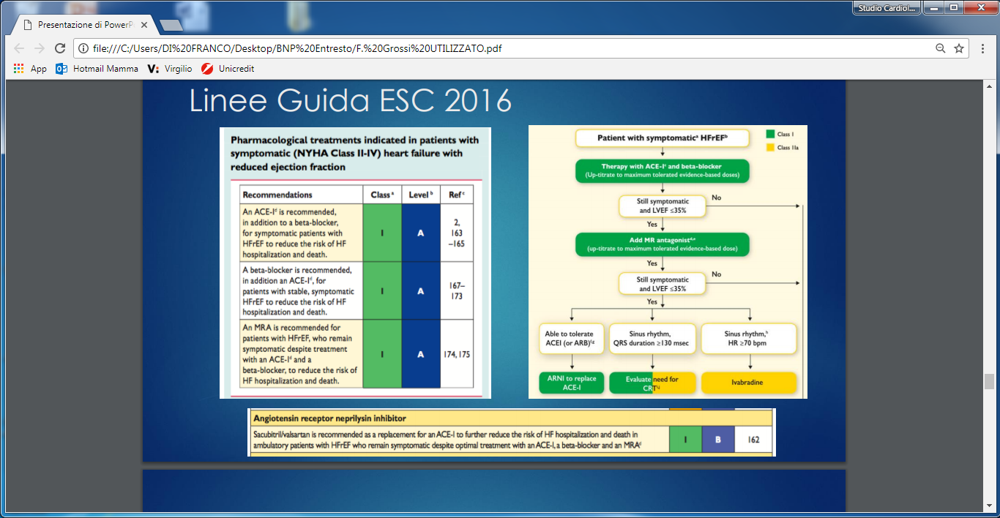 Studio Cardiol...
Presentazione di PowerP
file:///C:/Users/DI%20FRANCO/Desktop/BNP%20Entresto/F.%20Grossi%20UTILIZZATO.pdf
App
Hotmail Mamma
V: Virgilio
Unicredit
Linee Guida ESC 2016
Pharmacological treatments indicated in patients with
symptomatic (NYHA Class II-IV) heart failure with
reduced ejection fraction
Recommendations Classᵃ Levelᵇ Refᶜ
An ACE-Iᵈ is recommended,
in addition to a beta-blocker,
for symptomatic patients with
HFrEF to reduce the risk of HF
hospitalization and death.
I
A
2,
163
–165
A beta-blocker is recommended,
in addition an ACE-Iᵈ, for
patients with stable, symptomatic
HFrEF to reduce the risk of HF
hospitalization and death.
I
A
167–
173
An MRA is recommended for
patients with HFrEF, who remain
symptomatic despite treatment
with an ACE-Iᵈ and a
beta-blocker, to reduce the risk of
HF hospitalization and death.
I
A
174, 175
Patient with symptomaticᵃ HFrEFᵇ
Class I
Class IIa
Therapy with ACE-Iᶜ and beta-blocker
(Up-titrate to maximum tolerated evidence-based doses)
Still symptomatic
and LVEF ≤35%
No
Yes
Add MR antagonistᵈ,ᵉ
(up-titrate to maximum tolerated evidence-based dose)
Yes
Still symptomatic
and LVEF ≤35%
No
Yes
Able to tolerate
ACEI (or ARB)ᶠ,ᵍ
Sinus rhythm,
QRS duration ≥130 msec
Sinus rhythm,ʰ
HR ≥70 bpm
ARNI to replace
ACE-I
Evaluate need for
CRTⁱ,ʲ
Ivabradine
Angiotensin receptor neprilysin inhibitor
Sacubitril/valsartan is recommended as a replacement for an ACE-I to further reduce the risk of HF hospitalization and death in
ambulatory patients with HFrEF who remain symptomatic despite optimal treatment with an ACE-I, a beta-blocker and an MRAᵈ
I
B
162